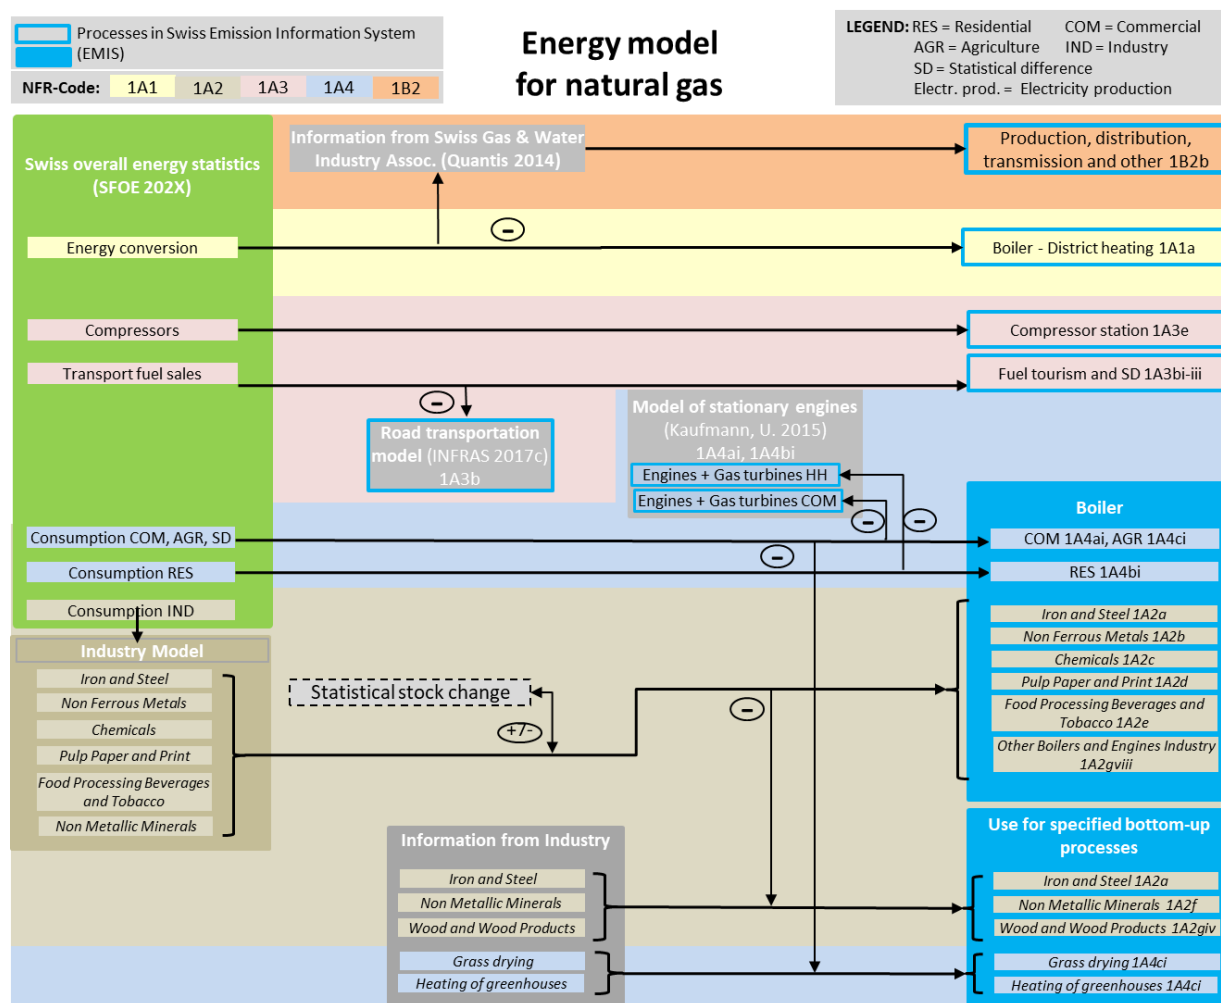 Processes in Swiss Emission Information System
(EMIS)
NFR-Code: 1A1 1A2 1A3 1A4 1B2
Energy model
for natural gas
LEGEND: RES = Residential COM = Commercial
AGR = Agriculture IND = Industry
SD = Statistical difference
Electr. prod. = Electricity production
Swiss overall energy statistics
(SFOE 202X)
Information from Swiss Gas & Water
Industry Assoc. (Quantis 2014)
Production, distribution,
transmission and other 1B2b
-
Energy conversion
Boiler - District heating 1A1a
Compressors
Compressor station 1A3e
Transport fuel sales
Fuel tourism and SD 1A3bi-iii
-
Road transportation
model (INFRAS 2017c)
1A3b
Model of stationary engines
(Kaufmann, U. 2015)
1A4ai, 1A4bi
Engines + Gas turbines HH
Engines + Gas turbines COM
- -
Boiler
Consumption COM, AGR, SD
COM 1A4ai, AGR 1A4ci
-
Consumption RES
RES 1A4bi
Consumption IND
Industry Model
Iron and Steel
Non Ferrous Metals
Chemicals
Pulp Paper and Print
Food Processing Beverages
and Tobacco
Non Metallic Minerals
Statistical stock change
+7-
-
Iron and Steel 1A2a
Non Ferrous Metals 1A2b
Chemicals 1A2c
Pulp Paper and Print 1A2d
Food Processing Beverages and
Tobacco 1A2e
Other Boilers and Engines Industry
1A2gviii
Information from Industry
Iron and Steel
Non Metallic Minerals
Wood and Wood Products
Grass drying
Heating of greenhouses
Use for specified bottom-up
processes
Iron and Steel 1A2a
Non Metallic Minerals 1A2f
Wood and Wood Products 1A2giv
Grass drying 1A4ci
Heating of greenhouses 1A4ci